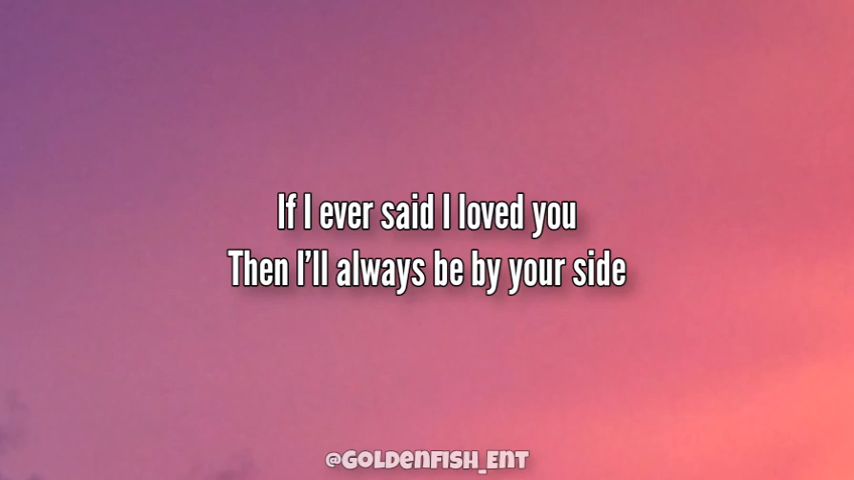 If I ever said I loved you
Then I'll always be by your side
@GOLDENFISH_ENT